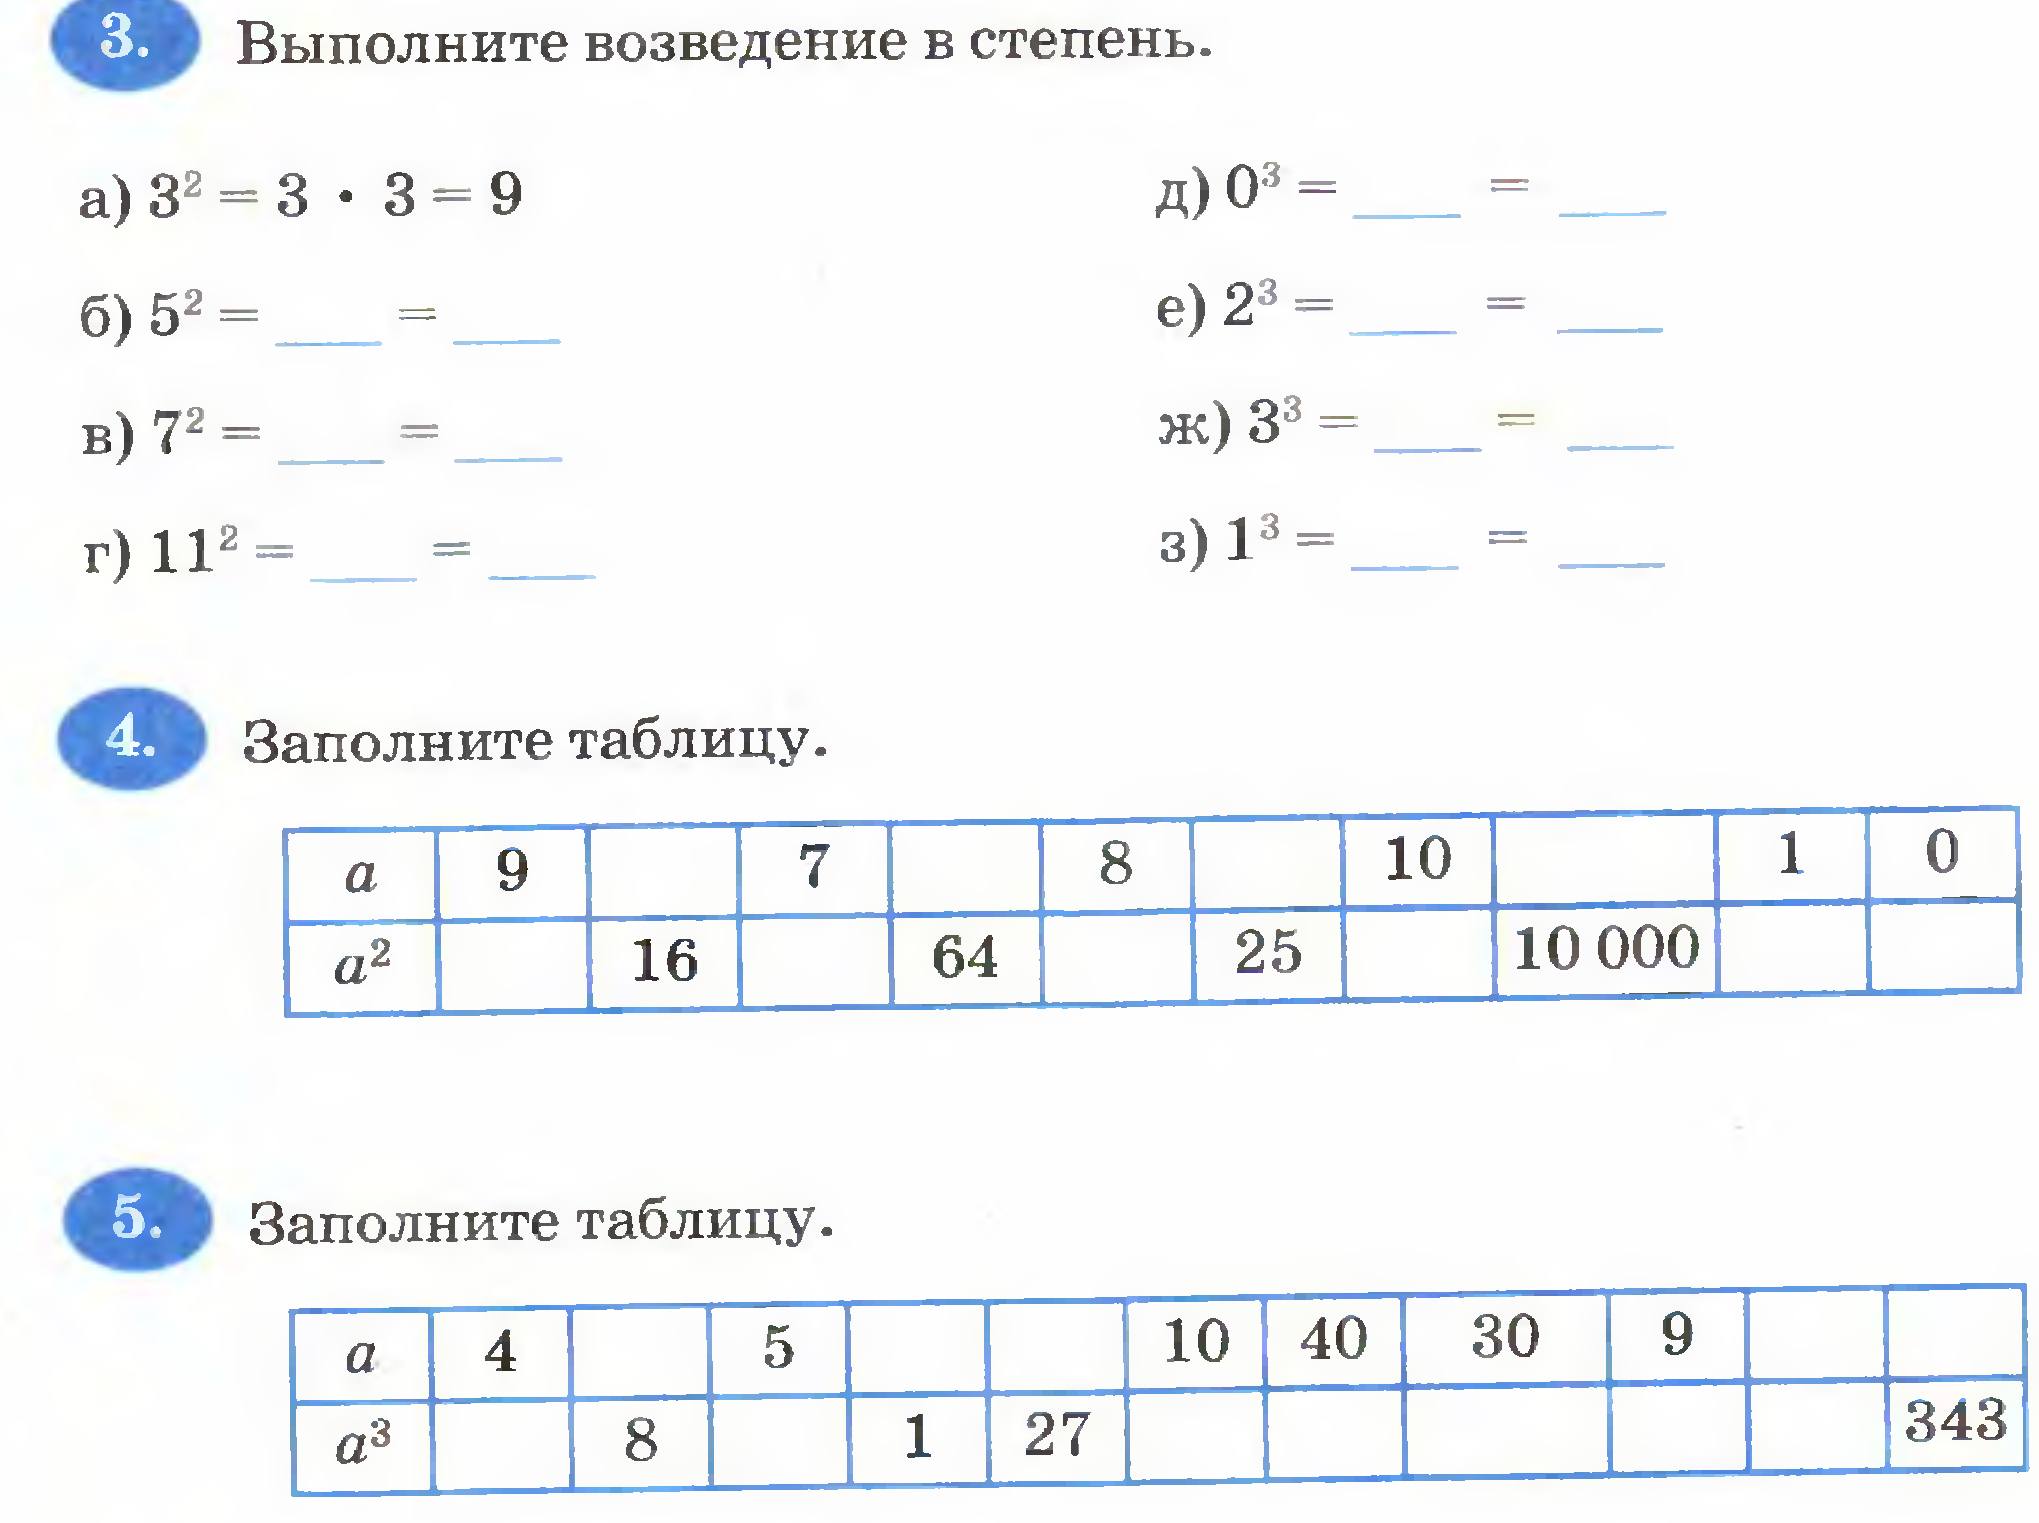 3. Выполните возведение в степень.
а) 3² = 3 · 3 = 9
б) 5² = ___ = ___
в) 7² = ___ = ___
г) 11² = ___ = ___
д) 0³ = ___ = ___
е) 2³ = ___ = ___
ж) 3³ = ___ = ___
з) 1³ = ___ = ___
4. Заполните таблицу.
a 9 7 8 10 1 0
a² 16 64 25 10 000
5. Заполните таблицу.
a 4 5 10 40 30 9
a³ 8 1 27 343